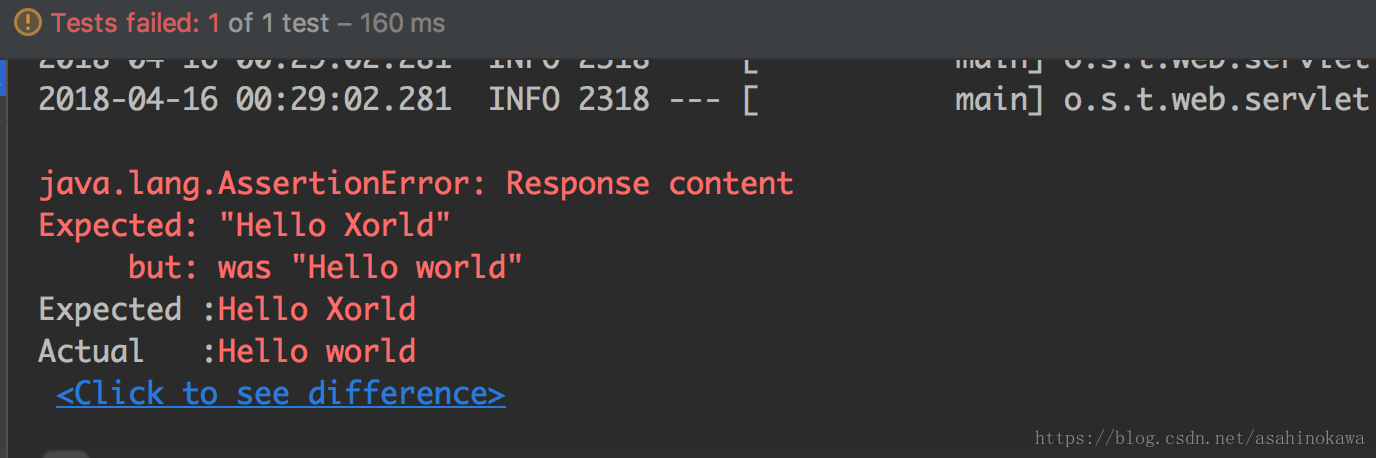 Tests failed: 1 of 1 test – 160 ms
2018-04-16 00:29:02.281  INFO 2318 --- [           main] o.s.t.web.servlet
2018-04-16 00:29:02.281  INFO 2318 --- [           main] o.s.t.web.servlet
java.lang.AssertionError: Response content
Expected: "Hello Xorld"
     but: was "Hello world"
Expected :Hello Xorld
Actual   :Hello world
 <Click to see difference>
https://blog.csdn.net/asahinokawa